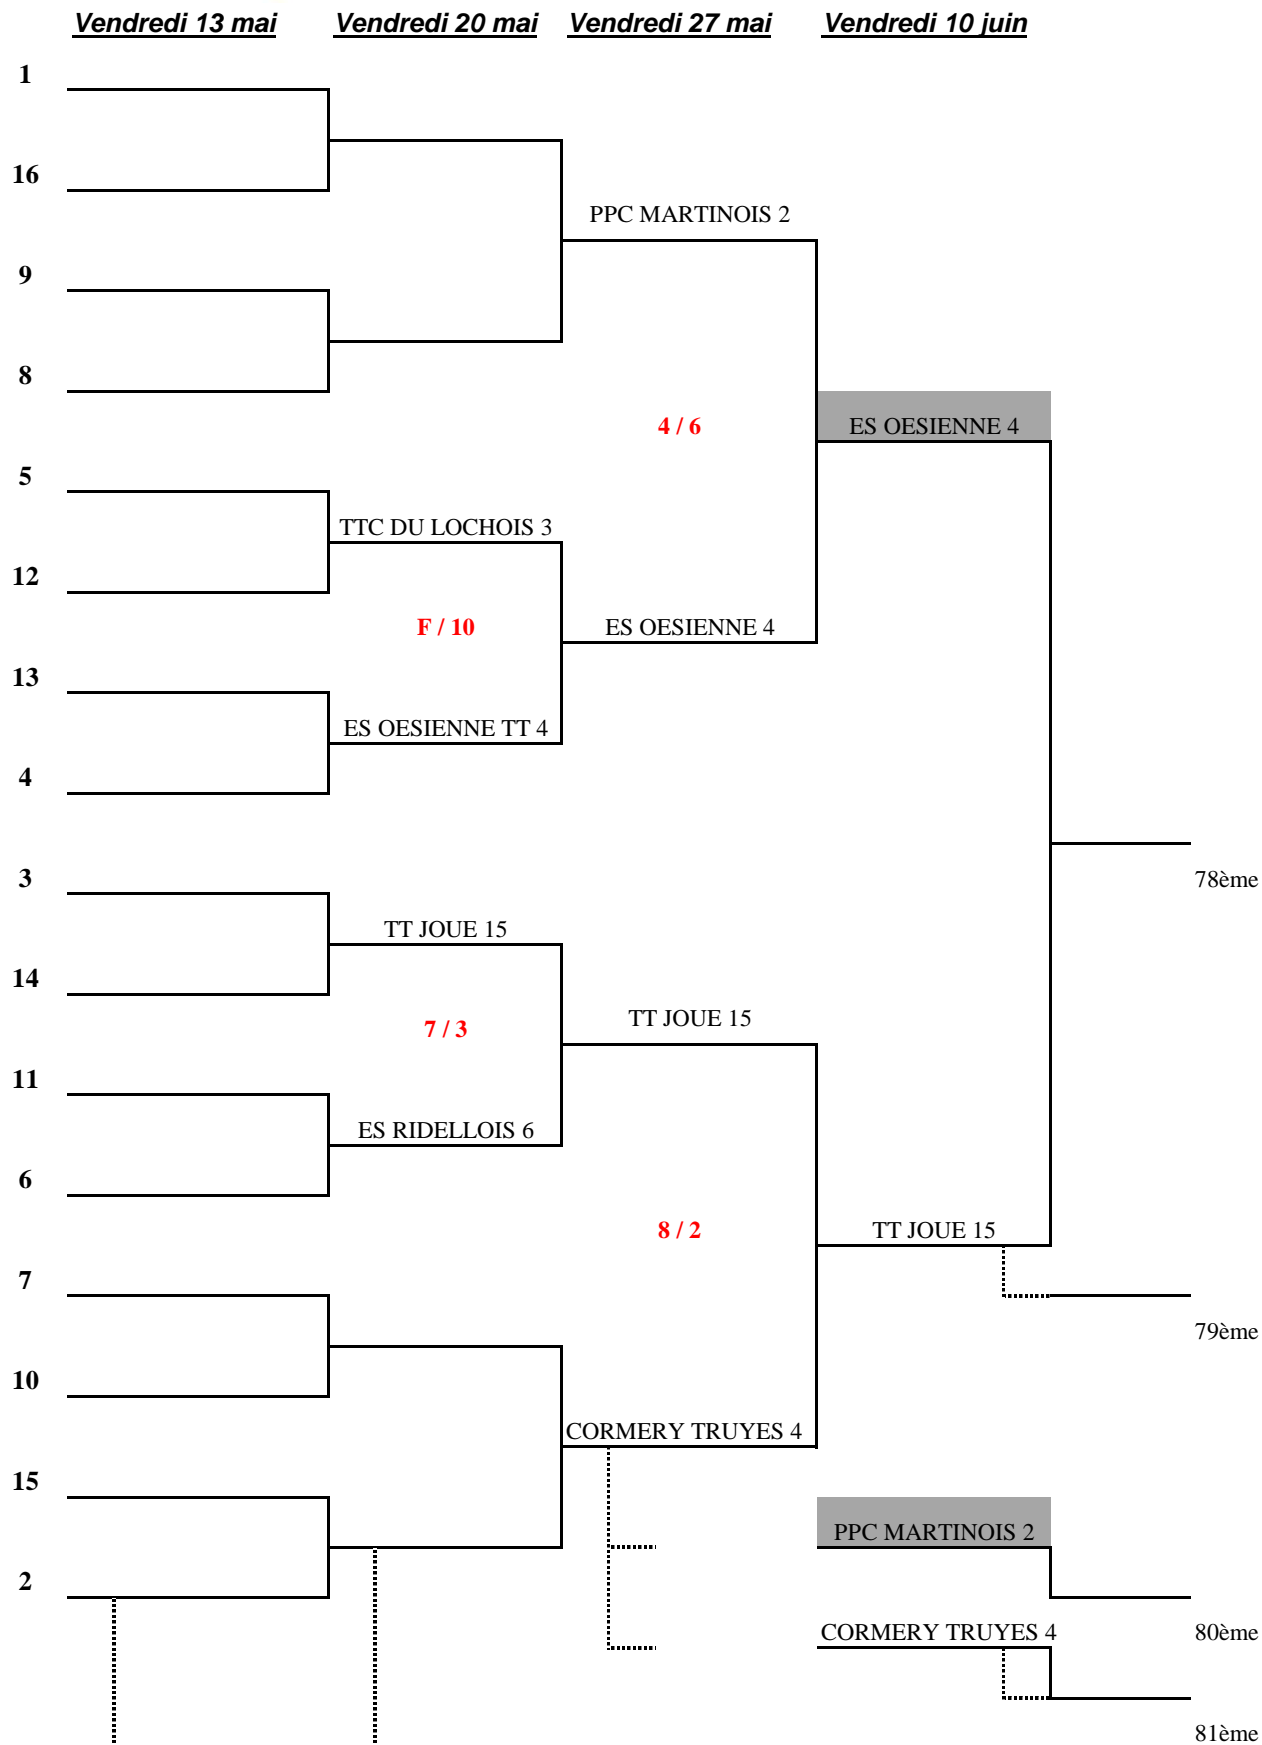 Vendredi 13 mai Vendredi 20 mai Vendredi 27 mai Vendredi 10 juin
1
16
PPC MARTINOIS 2
9
8
4 / 6 ES OESIENNE 4
5
TTC DU LOCHOIS 3
12
F / 10 ES OESIENNE 4
13
ES OESIENNE TT 4
4
3
78ème
TT JOUE 15
14
7 / 3 TT JOUE 15
11
ES RIDELLOIS 6
6
8 / 2 TT JOUE 15
7
79ème
10
CORMERY TRUYES 4
15
PPC MARTINOIS 2
2
CORMERY TRUYES 4 80ème
81ème